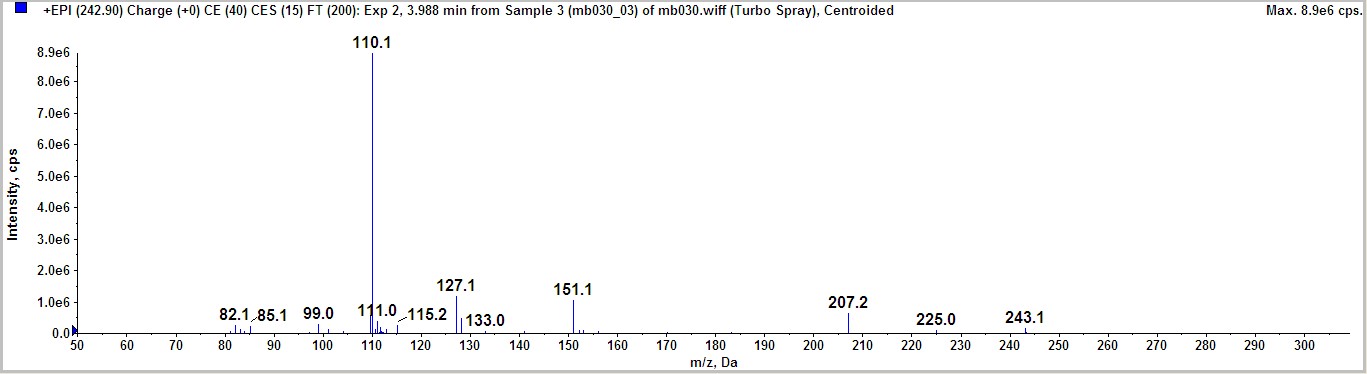 +EPI (242.90) Charge (+0) CE (40) CES (15) FT (200): Exp 2, 3.988 min from Sample 3 (mb030_03) of mb030.wiff (Turbo Spray), Centroided Max. 8.9e6 cps.
110.1
8.9e6
8.0e6
7.0e6
6.0e6
5.0e6
4.0e6
3.0e6
2.0e6
1.0e6
0.0
Intensity, cps
82.1
85.1
99.0
111.0
115.2
127.1
133.0
151.1
207.2
225.0
243.1
50 60 70 80 90 100 110 120 130 140 150 160 170 180 190 200 210 220 230 240 250 260 270 280 290 300
m/z, Da